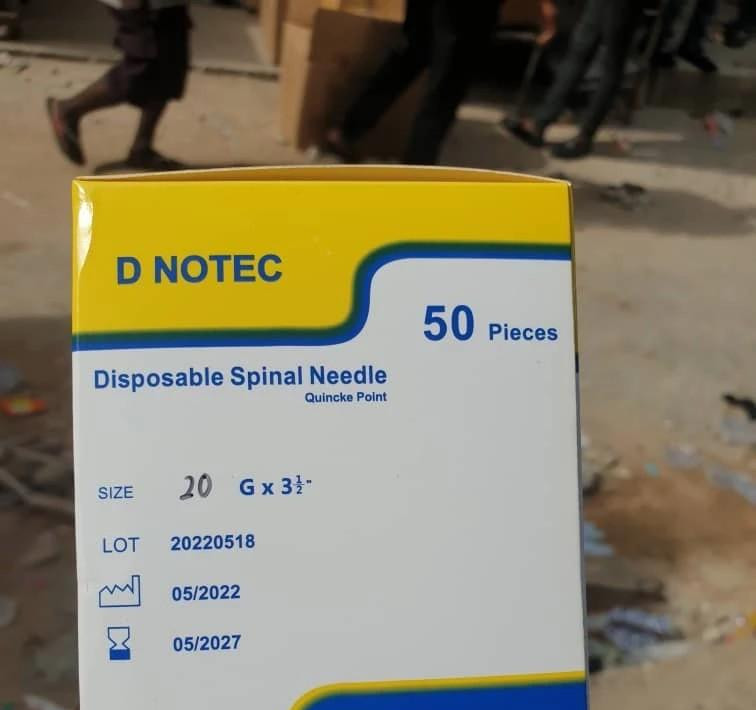 D NOTEC
50 Pieces
Disposable Spinal Needle
Quincke Point
SIZE 20 G x 3½"
LOT 20220518
05/2022
05/2027